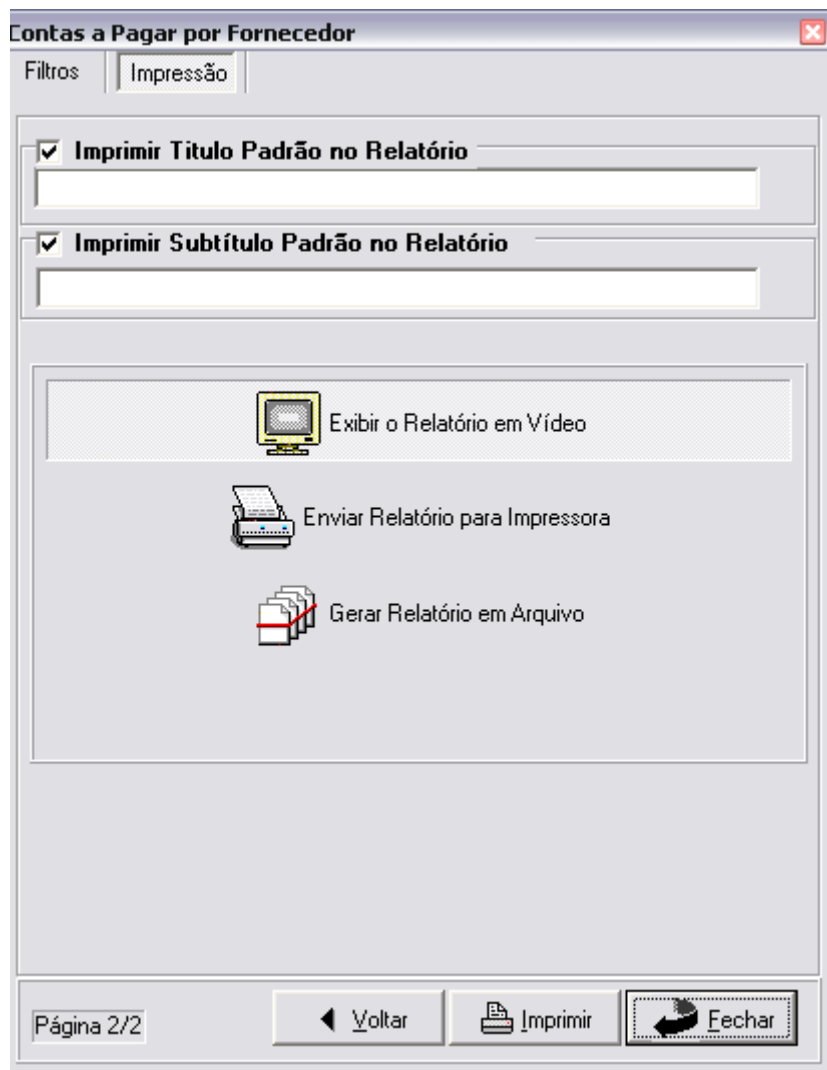 Contas a Pagar por Fornecedor
Filtros Impressão
Imprimir Titulo Padrão no Relatório
Imprimir Subtítulo Padrão no Relatório
Exibir o Relatório em Vídeo
Enviar Relatório para Impressora
Gerar Relatório em Arquivo
Página 2/2 Voltar Imprimir Fechar